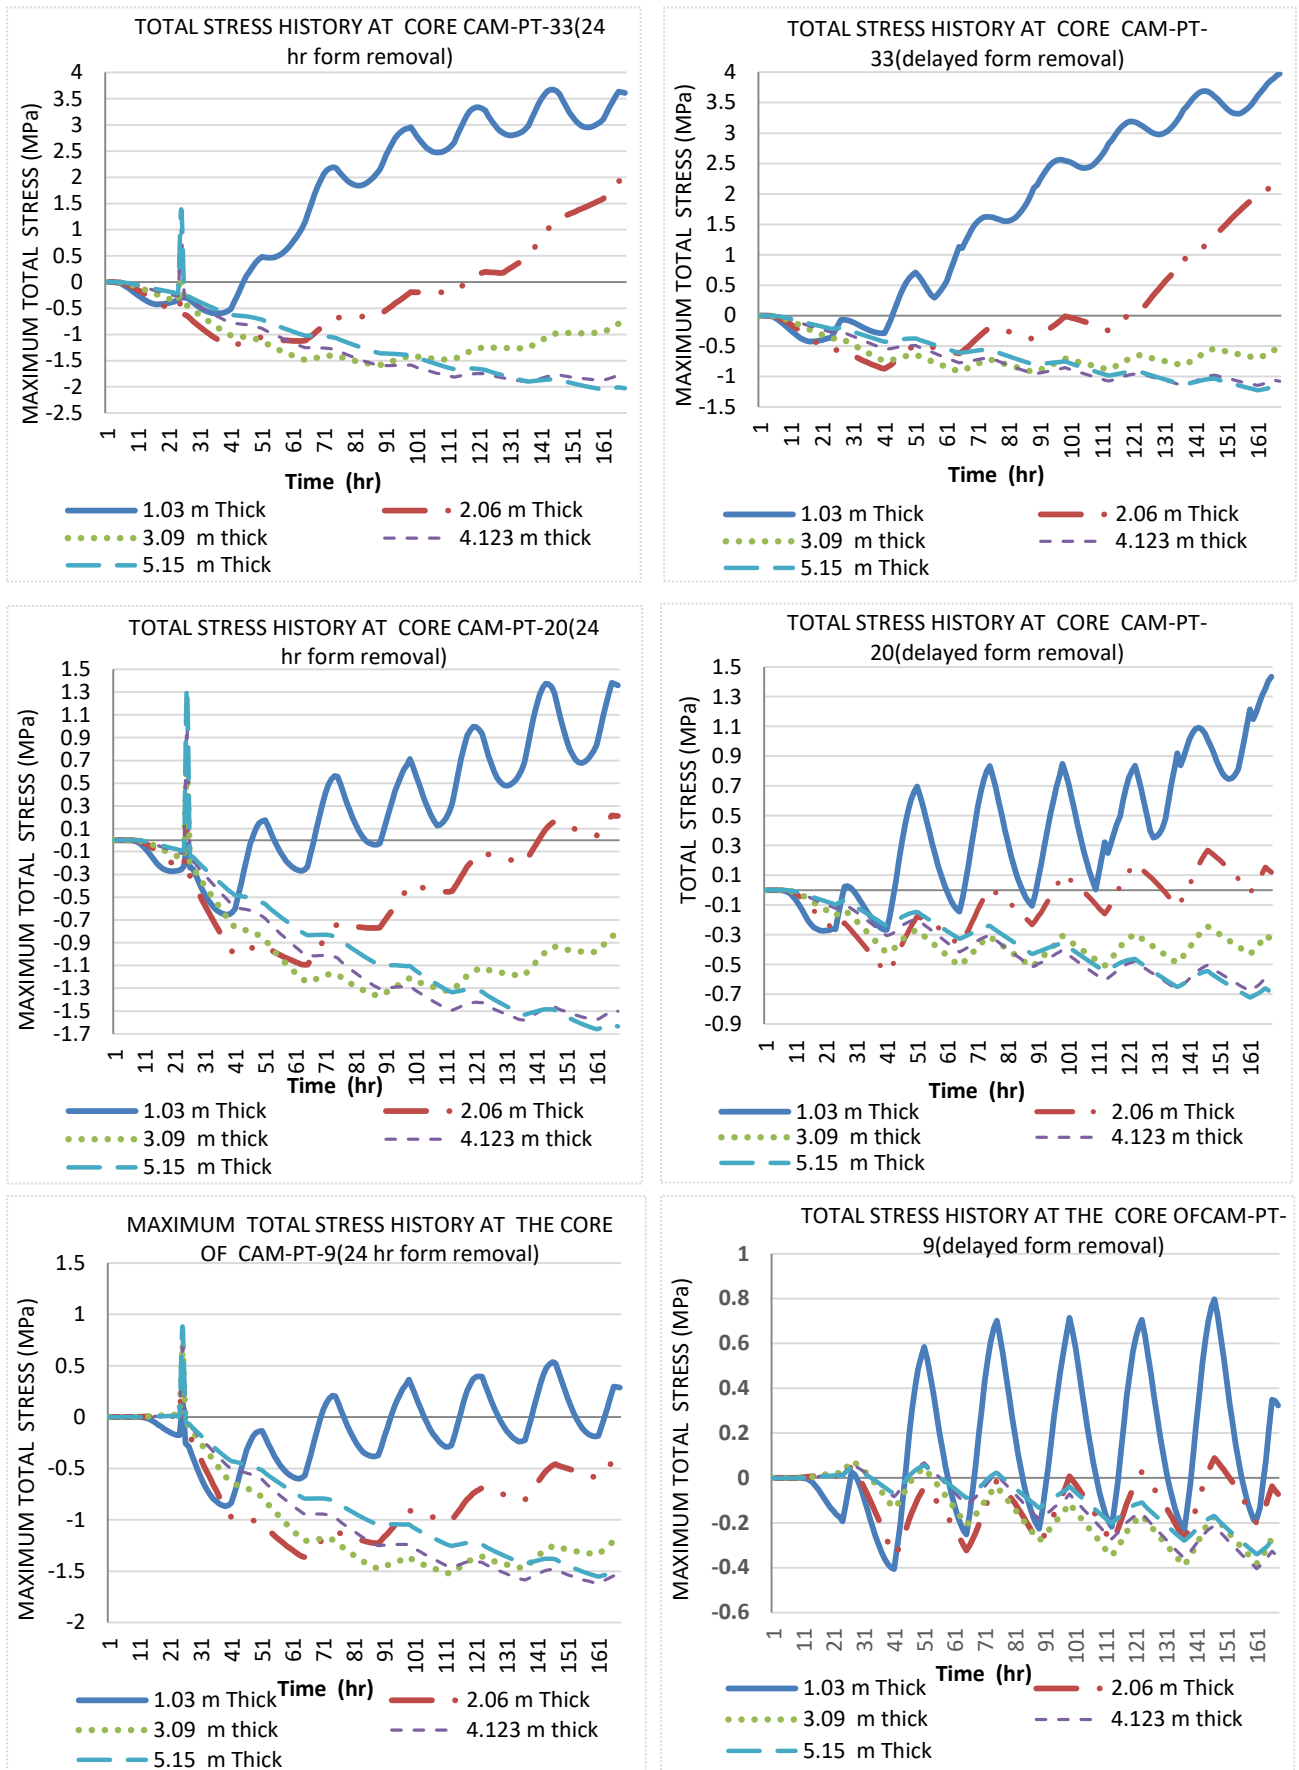 TOTAL STRESS HISTORY AT CORE CAM-PT-33(24
hr form removal)
MAXIMUM TOTAL STRESS (MPa)
4
3.5
3
2.5
2
1.5
1
0.5
0
-0.5
-1
-1.5
-2
-2.5
1 11 21 31 41 51 61 71 81 91 101 111 121 131 141 151 161
Time (hr)
1.03 m Thick
2.06 m Thick
3.09 m Thick
4.123 m thick
5.15 m Thick
TOTAL STRESS HISTORY AT CORE CAM-PT-
33(delayed form removal)
MAXIMUM TOTAL STRESS (MPa)
4
3.5
3
2.5
2
1.5
1
0.5
0
-0.5
-1
-1.5
1 11 21 31 41 51 61 71 81 91 101 111 121 131 141 151 161
Time (hr)
1.03 m Thick
2.06 m Thick
3.09 m Thick
4.123 m thick
5.15 m Thick
TOTAL STRESS HISTORY AT CORE CAM-PT-20(24
hr form removal)
MAXIMUM TOTAL STRESS (MPa)
1.5
1.3
1.1
0.9
0.7
0.5
0.3
0.1
-0.1
-0.3
-0.5
-0.7
-0.9
-1.1
-1.3
-1.5
-1.7
1 11 21 31 41 51 61 71 81 91 101 111 121 131 141 151 161
Time (hr)
1.03 m Thick
2.06 m Thick
3.09 m Thick
4.123 m thick
5.15 m Thick
TOTAL STRESS HISTORY AT CORE CAM-PT-
20(delayed form removal)
TOTAL STRESS (MPa)
1.5
1.3
1.1
0.9
0.7
0.5
0.3
0.1
-0.1
-0.3
-0.5
-0.7
-0.9
1 11 21 31 41 51 61 71 81 91 101 111 121 131 141 151 161
Time (hr)
1.03 m Thick
2.06 m Thick
3.09 m thick
4.123 m thick
5.15 m Thick
MAXIMUM TOTAL STRESS HISTORY AT THE CORE
OF CAM-PT-9(24 hr form removal)
MAXIMUM TOTAL STRESS (MPa)
1.5
1
0.5
0
-0.5
-1
-1.5
-2
1 11 21 31 41 51 61 71 81 91 101 111 121 131 141 151 161
Time (hr)
1.03 m Thick
2.06 m Thick
3.09 m thick
4.123 m thick
5.15 m Thick
TOTAL STRESS HISTORY AT THE CORE OFCAM-PT-
9(delayed form removal)
MAXIMUM TOTAL STRESS (MPa)
1
0.8
0.6
0.4
0.2
0
-0.2
-0.4
-0.6
1 11 21 31 41 51 61 71 81 91 101 111 121 131 141 151 161
Time (hr)
1.03 m Thick
2.06 m Thick
3.09 m thick
4.123 m thick
5.15 m Thick